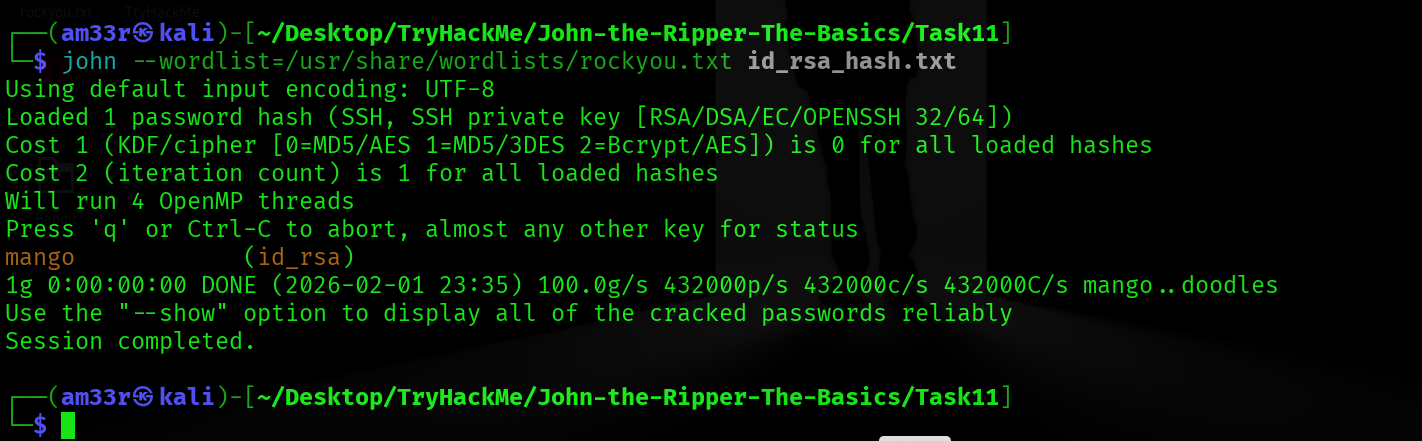 rockyou.txt TryHackMe
┌──(am33r㉿kali)-[~/Desktop/TryHackMe/John-the-Ripper-The-Basics/Task11]
└─$ john --wordlist=/usr/share/wordlists/rockyou.txt id_rsa_hash.txt
Using default input encoding: UTF-8
Loaded 1 password hash (SSH, SSH private key [RSA/DSA/EC/OPENSSH 32/64])
Cost 1 (KDF/cipher [0=MD5/AES 1=MD5/3DES 2=Bcrypt/AES]) is 0 for all loaded hashes
Cost 2 (iteration count) is 1 for all loaded hashes
Will run 4 OpenMP threads
Press 'q' or Ctrl-C to abort, almost any other key for status
mango            (id_rsa)
1g 0:00:00:00 DONE (2026-02-01 23:35) 100.0g/s 432000p/s 432000c/s 432000C/s mango..doodles
Use the "--show" option to display all of the cracked passwords reliably
Session completed.
┌──(am33r㉿kali)-[~/Desktop/TryHackMe/John-the-Ripper-The-Basics/Task11]
└─$